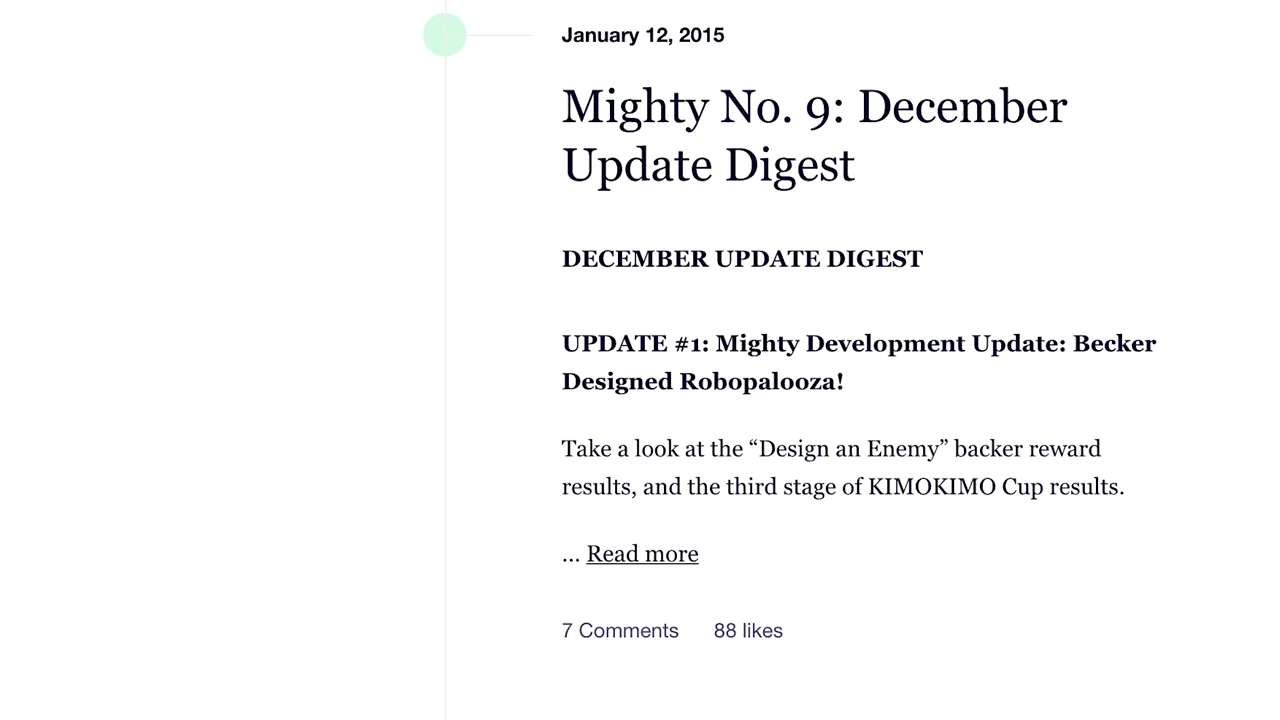 January 12, 2015
Mighty No. 9: December
Update Digest
DECEMBER UPDATE DIGEST
UPDATE #1: Mighty Development Update: Becker
Designed Robopalooza!
Take a look at the “Design an Enemy” backer reward
results, and the third stage of KIMOKIMO Cup results.
... Read more
7 Comments 88 likes